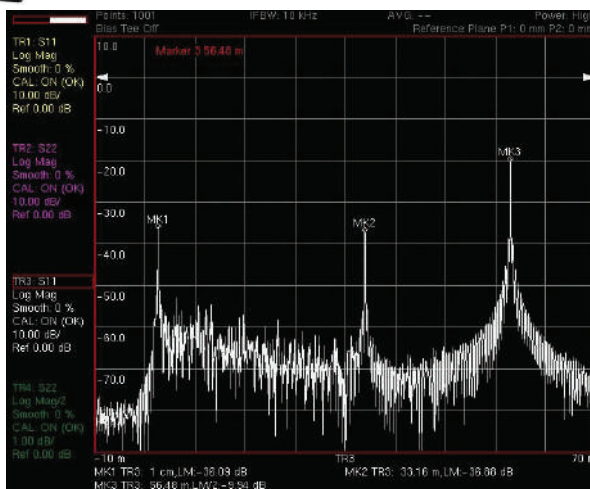 Points: 1001 IFBW: 10 kHz AVG: -- Power: High
Bias Tee Off Reference Plane P1: 0 mm P2: 0 mm
TR1: S11
Log Mag
Smooth: 0 %
CAL: ON (OK)
10.00 dB/
Ref 0.00 dB
TR2: S22
Log Mag
Smooth: 0 %
CAL: ON (OK)
10.00 dB/
Ref 0.00 dB
TR3: S11
Log Mag
Smooth: 0 %
CAL: ON (OK)
10.00 dB/
Ref 0.00 dB
TR4: S22
Log Mag/2
Smooth: 0 %
CAL: ON (OK)
1.00 dB/
Ref 0.00 dB
Marker 3 56.48 m
10.0
0.0
-10.0
-20.0
-30.0
-40.0
-50.0
-60.0
-70.0
MK1
MK2
MK3
-10 m TR3 70 m
MK1 TR3: 1 cm,LM:-36.09 dB MK2 TR3: 33.16 m,LM:-36.88 dB
MK3 TR3: 56.48 m,LM/2:-9.94 dB